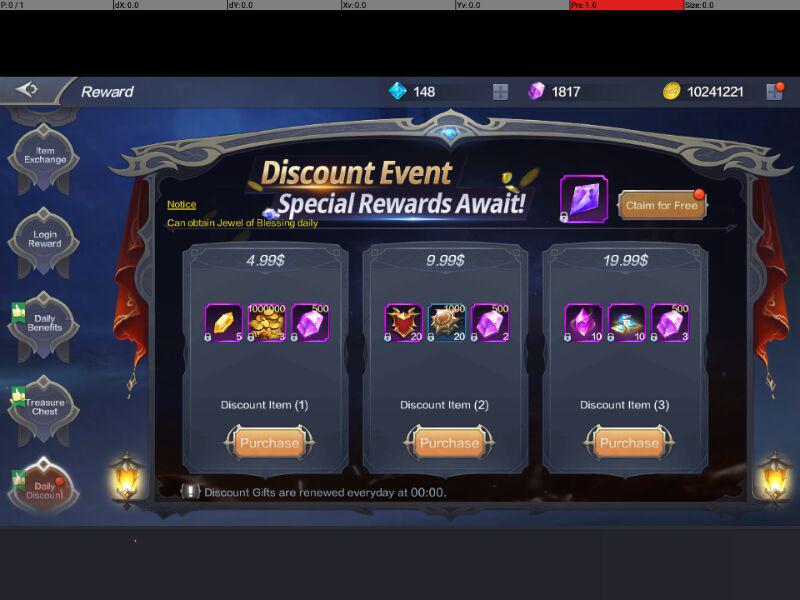 P: 0 / 1
dX: 0.0
dY: 0.0
Xv: 0.0
Yv: 0.0
Prs: 1.0
Size: 0.0
Reward
148
1817
10241221
Item
Exchange
Login
Reward
Daily
Benefits
Treasure
Chest
Daily
Discount
Discount Event
Special Rewards Await!
Notice
Can obtain Jewel of Blessing daily
Claim for Free
4.99$
5
1000000
3
500
2
Discount Item (1)
Purchase
9.99$
20
1000
20
500
2
Discount Item (2)
Purchase
19.99$
10
10
500
3
Discount Item (3)
Purchase
! Discount Gifts are renewed everyday at 00:00.